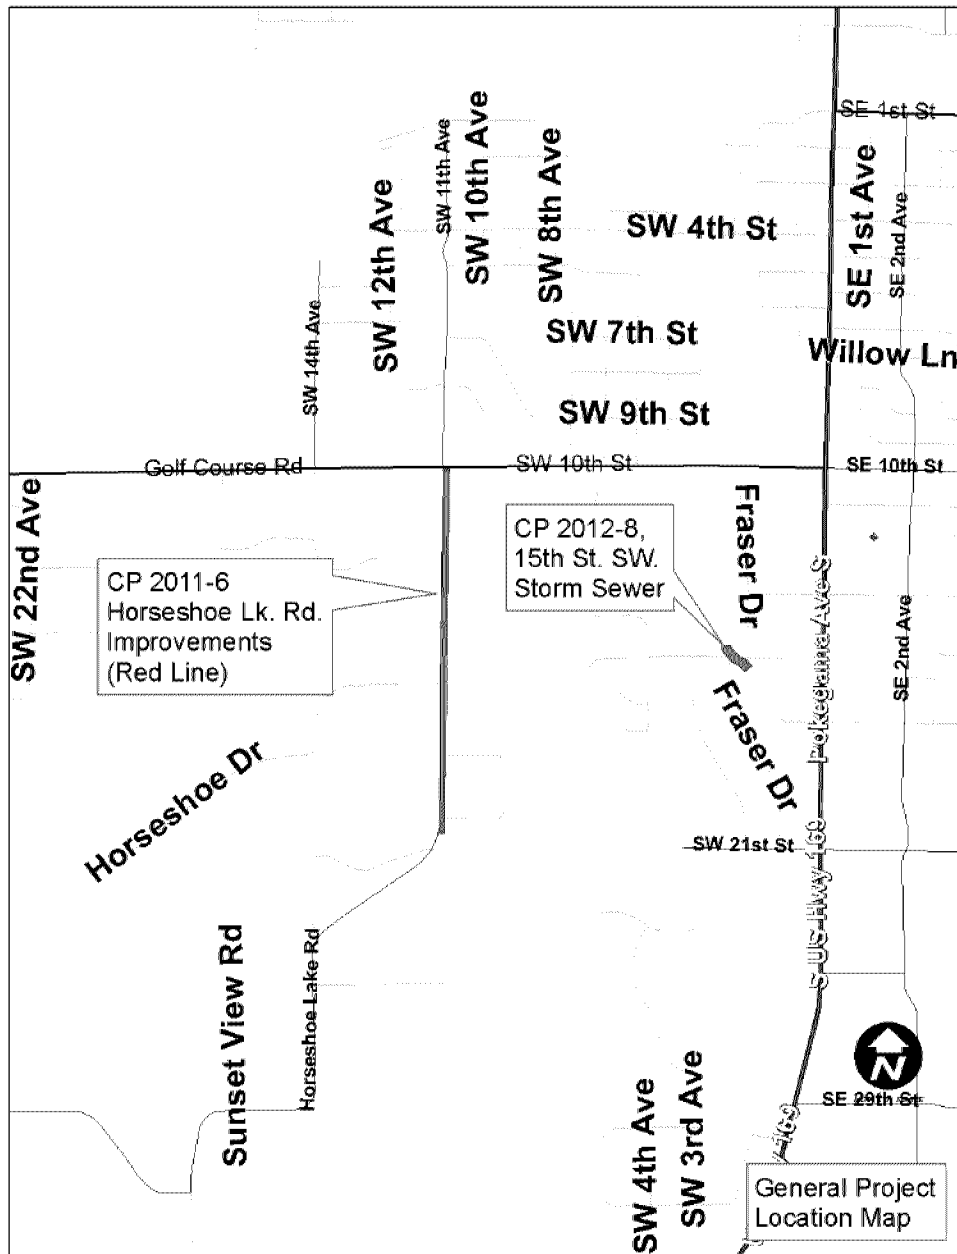 SE 1st St
SW 11th Ave
SW 10th Ave
SW 8th Ave
SE 1st Ave
SW 12th Ave
SW 4th St
SE 2nd Ave
SW 14th Ave
SW 7th St
Willow Ln
SW 9th St
Golf Course Rd
SW 10th St
SE 10th St
SW 22nd Ave
CP 2011-6
Horseshoe Lk. Rd.
Improvements
(Red Line)
CP 2012-8,
15th St. SW.
Storm Sewer
Fraser Dr
Pokegama Ave S
SE 2nd Ave
Fraser Dr
Horseshoe Dr
SW 21st St
S US Hwy 169
Sunset View Rd
Horseshoe Lake Rd
N
SE 29th St
SW 4th Ave
SW 3rd Ave
169
General Project
Location Map